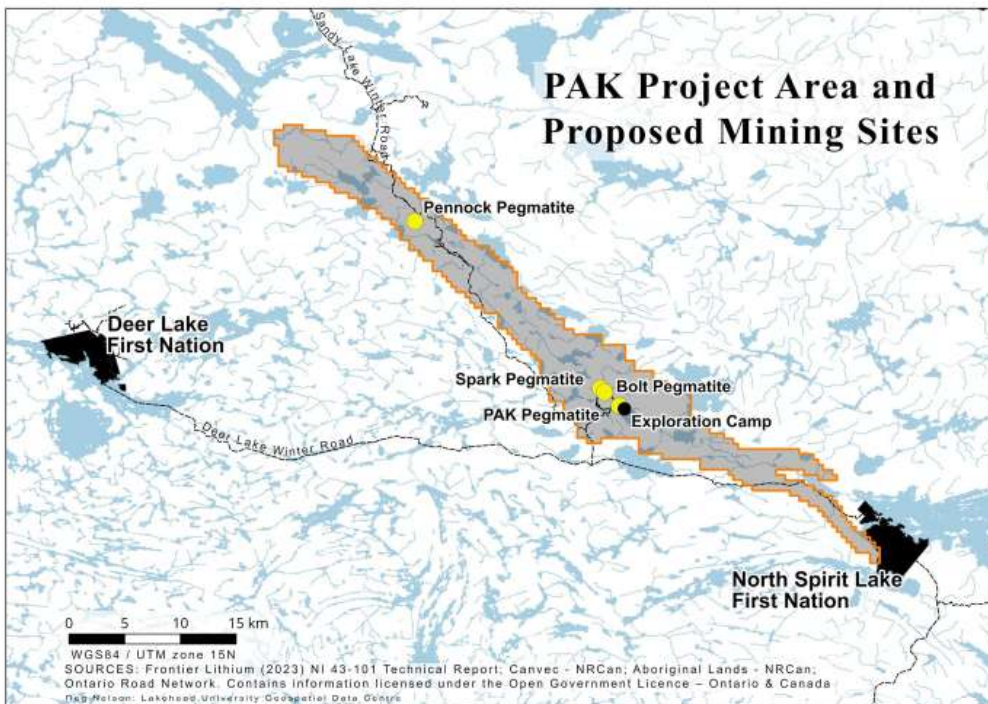 PAK Project Area and
Proposed Mining Sites
Sandy Lake Winter Road
Pennock Pegmatite
Deer Lake
First Nation
Spark Pegmatite
Bolt Pegmatite
PAK Pegmatite
Exploration Camp
Deer Lake Winter Road
North Spirit Lake
First Nation
0 5 10 15 km
WGS84 / UTM zone 15N
SOURCES: Frontier Lithium (2023) NI 43-101 Technical Report; Canvec - NRCan; Aboriginal Lands - NRCan;
Ontario Road Network. Contains information licensed under the Open Government Licence – Ontario & Canada
Nelson: Lakehead University Geospatial Data Centre